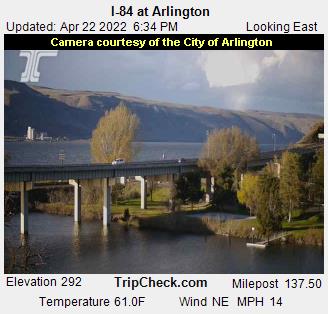 I-84 at Arlington
Updated: Apr 22 2022 6:34 PM Looking East
Camera courtesy of the City of Arlington
Elevation 292 TripCheck.com Milepost 137.50
Temperature 61.0F Wind NE MPH 14